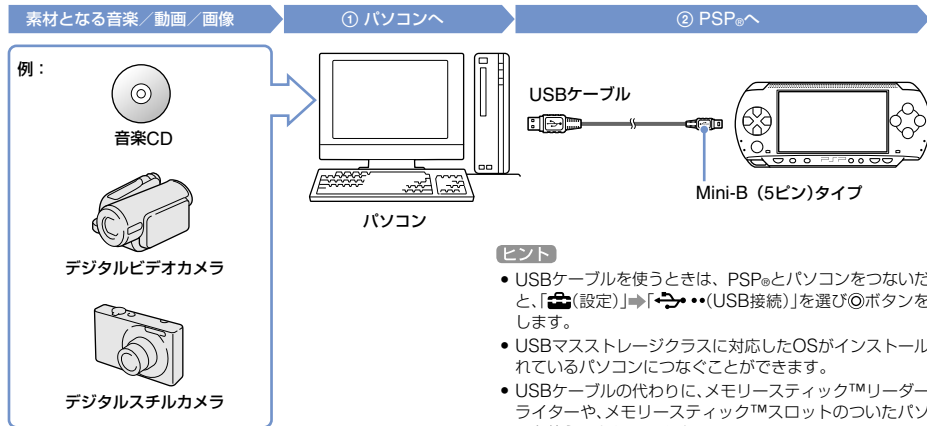 素材となる音楽／動画／画像
① パソコンへ
② PSP®へ
例：
音楽CD
デジタルビデオカメラ
デジタルスチルカメラ
パソコン
USBケーブル
Mini-B（5ピン）タイプ
ヒント
• USBケーブルを使うときは、PSP®とパソコンをつないだ
と、「(設定)」➡「(USB接続)」を選び◎ボタンを
します。
• USBマスストレージクラスに対応したOSがインストール
れているパソコンにつなぐことができます。
• USBケーブルの代わりに、メモリースティック™リーダー
ライターや、メモリースティック™スロットのついたパソ